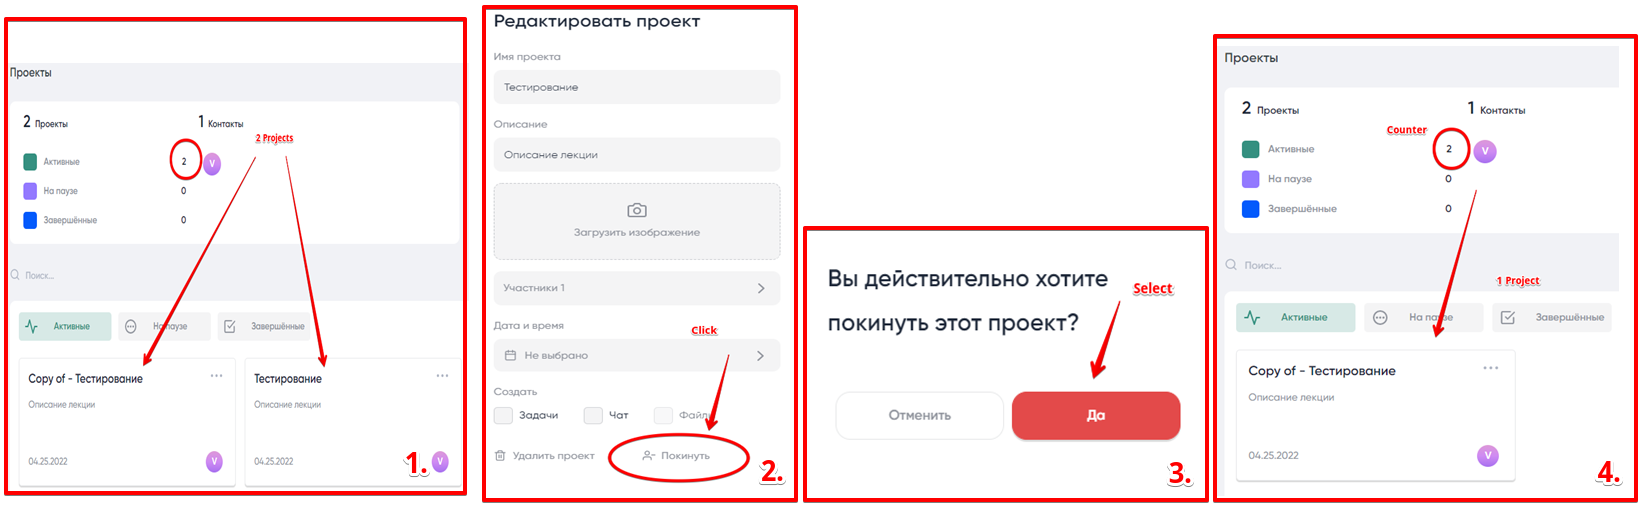 Проекты
2 Проекты
1 Контакты
2 Projects
Активные 2 V
На паузе 0
Завершённые 0
Поиск...
Активные
На паузе
Завершённые
Copy of - Тестирование ...
Описание лекции
04.25.2022 V
Тестирование ...
Описание лекции
04.25.2022 V
1.
Редактировать проект
Имя проекта
Тестирование
Описание
Описание лекции
Загрузить изображение
Участники 1
Дата и время
Click
Не выбрано
Создать
Задачи
Чат
Файлы
Удалить проект
Покинуть
2.
Вы действительно хотите
покинуть этот проект?
Select
Отменить
Да
3.
Проекты
2 Проекты
1 Контакты
Counter
Активные 2 V
На паузе 0
Завершённые 0
Поиск...
1 Project
Активные
На паузе
Завершённые
Copy of - Тестирование ...
Описание лекции
04.25.2022 V
4.